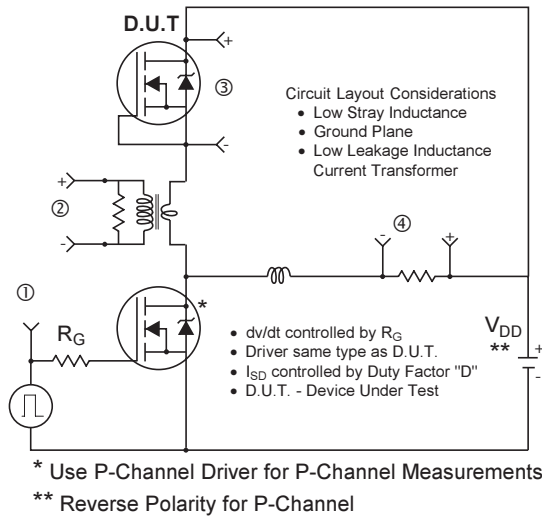 D.U.T
+
③
-
Circuit Layout Considerations
• Low Stray Inductance
• Ground Plane
• Low Leakage Inductance
Current Transformer
+
②
-
④
-
+
①
R_G
*
• dv/dt controlled by R_G
• Driver same type as D.U.T.
• I_SD controlled by Duty Factor "D"
• D.U.T. - Device Under Test
V_DD
**
+
-
* Use P-Channel Driver for P-Channel Measurements
** Reverse Polarity for P-Channel